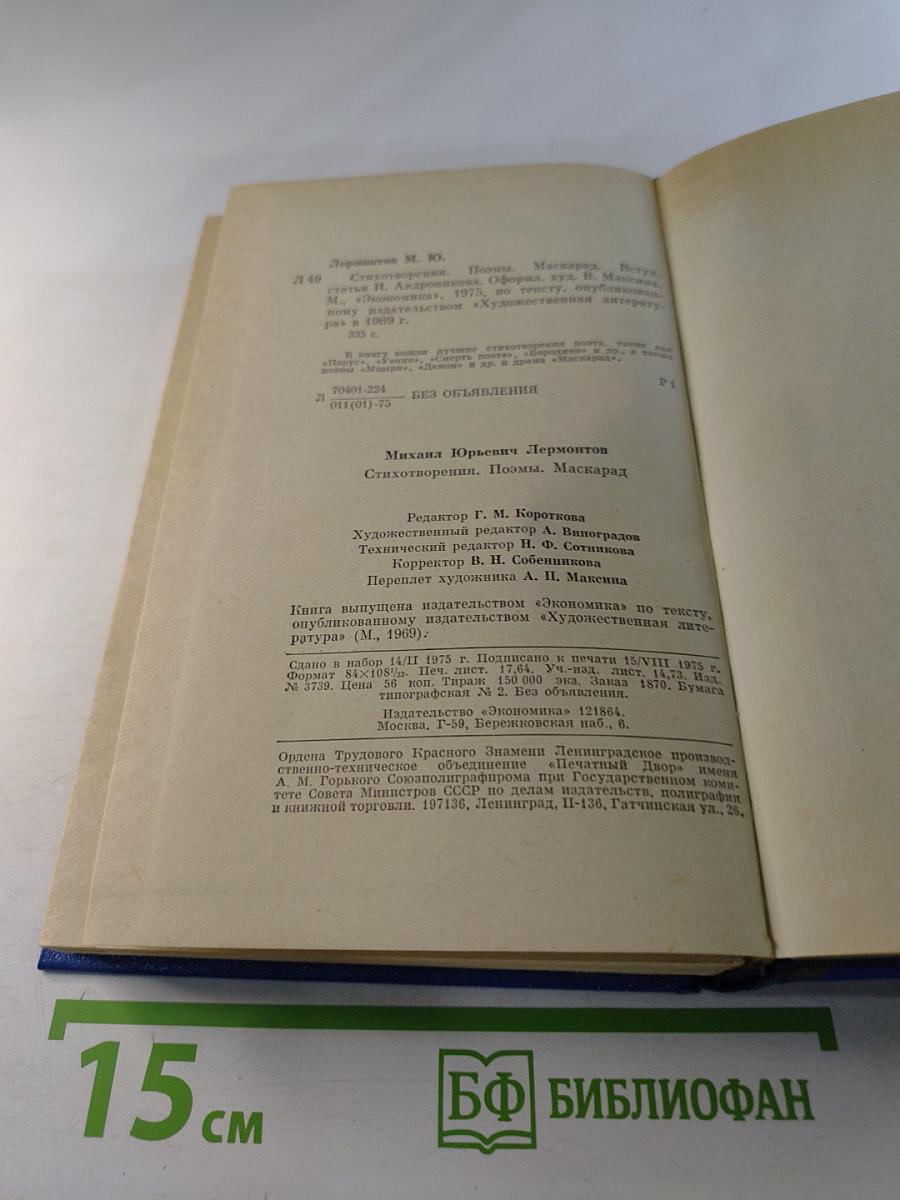 Лермонтов М. Ю.
Л 49 Стихотворения. Поэмы. Маскарад. Вступ.
статья И. Андроникова. Оформл. худ. В. Максина.
М., «Экономика», 1975, по тексту, опубликован-
ному издательством «Художественная литерату-
ра» в 1969 г.
335 с.
В книгу вошли лучшие стихотворения поэта, такие как
«Парус», «Узник», «Смерть поэта», «Бородино» и др., а также
поэмы «Мцыри», «Демон» и др. и драма «Маскарад».
Л 70401-224
011(01)-75 БЕЗ ОБЪЯВЛЕНИЯ Р 1
Михаил Юрьевич Лермонтов
Стихотворения. Поэмы. Маскарад
Редактор Г. М. Короткова
Художественный редактор А. Виноградов
Технический редактор Н. Ф. Сотникова
Корректор В. Н. Собенникова
Переплет художника А. П. Максина
Книга выпущена издательством «Экономика» по тексту,
опубликованному издательством «Художественная лите-
ратура» (М., 1969).
Сдано в набор 14/II 1975 г. Подписано к печати 15/VIII 1975 г.
Формат 84×108¹/₃₂. Печ. лист. 17,64. Уч.-изд. лист. 14,73. Изд.
№ 3739. Цена 56 коп. Тираж 150 000 экз. Заказ 1870. Бумага
типографская № 2. Без объявления.
Издательство «Экономика» 121864.
Москва, Г-59, Бережковская наб., 6.
Ордена Трудового Красного Знамени Ленинградское производ-
ственно-техническое объединение «Печатный Двор» имени
А. М. Горького Союзполиграфпрома при Государственном коми-
тете Совета Министров СССР по делам издательств, полиграфии
и книжной торговли. 197136, Ленинград, П-136, Гатчинская ул., 26.
15 см
БФ БИБЛИОФАН